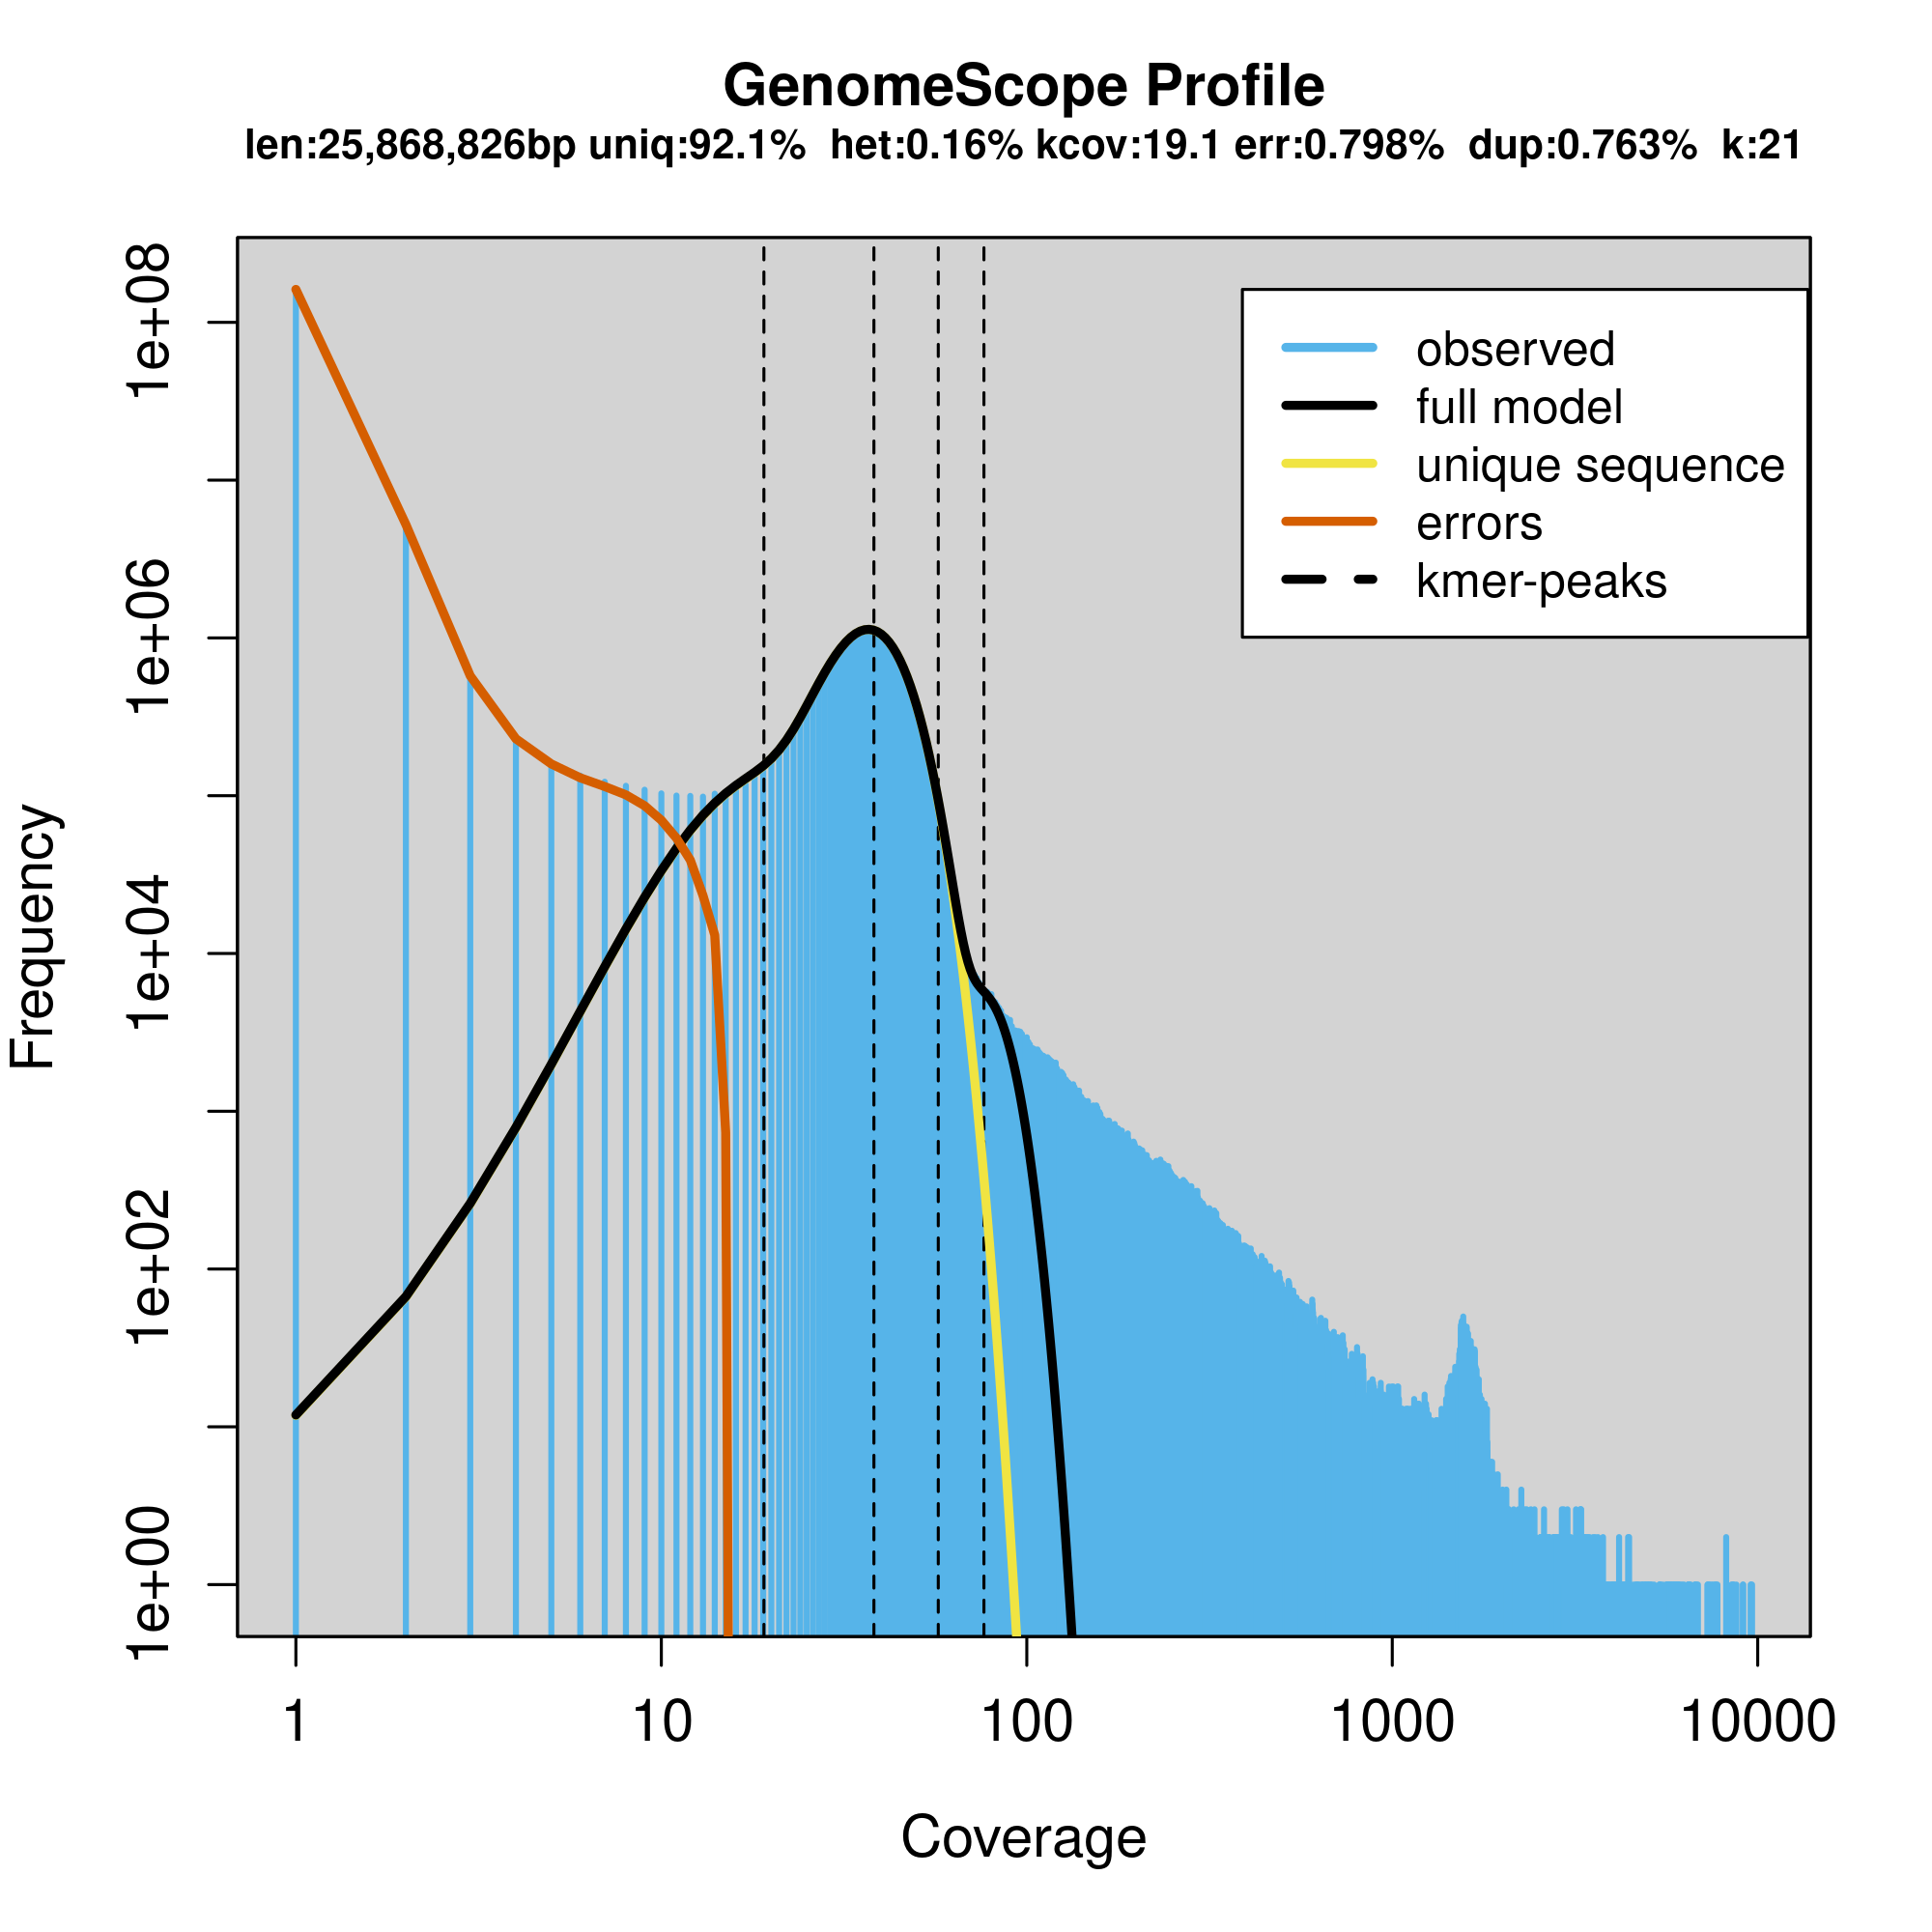 GenomeScope Profile
len:25,868,826bp uniq:92.1% het:0.16% kcov:19.1 err:0.798% dup:0.763% k:21
observed
full model
unique sequence
errors
kmer-peaks
Frequency
1e+08
1e+06
1e+04
1e+02
1e+00
1 10 100 1000 10000
Coverage